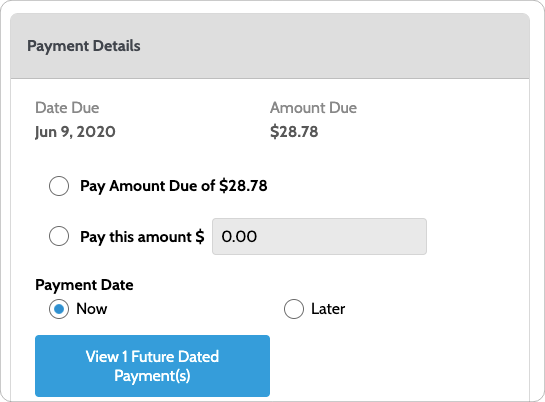 Payment Details
Date Due
Amount Due
Jun 9, 2020
$28.78
Pay Amount Due of $28.78
Pay this amount $ 0.00
Payment Date
Now
Later
View 1 Future Dated
Payment(s)